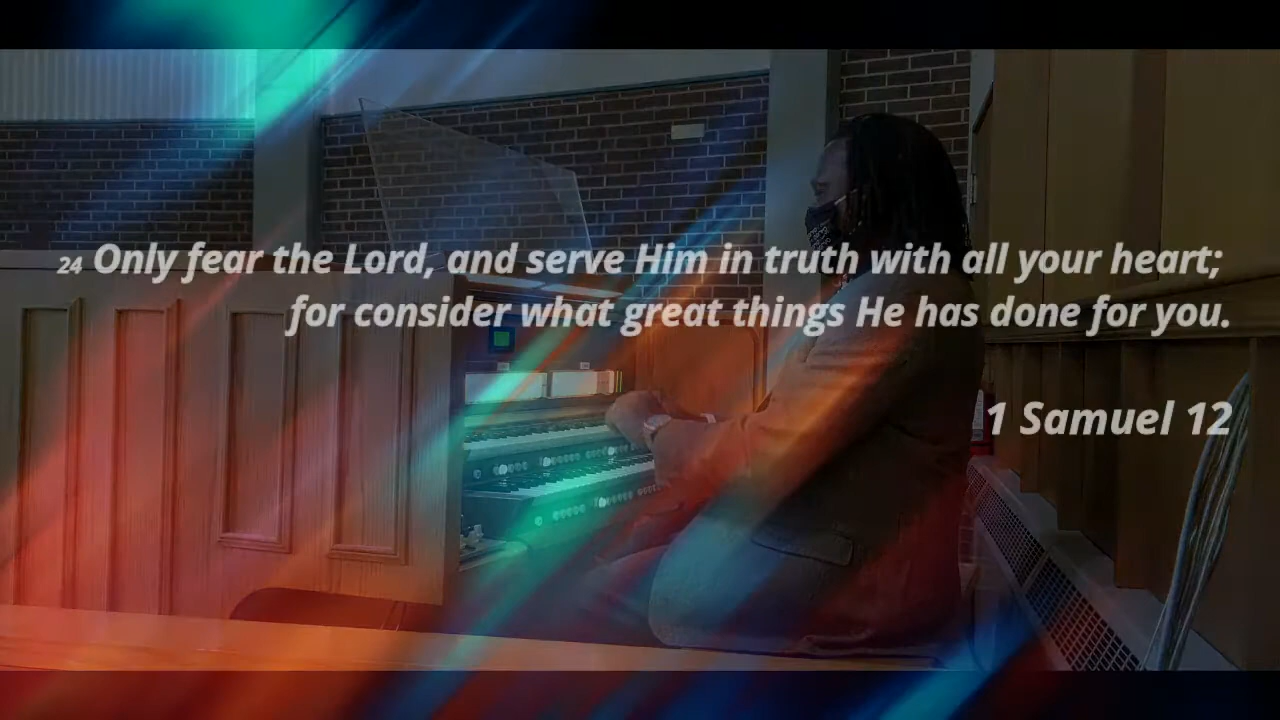 24 Only fear the Lord, and serve Him in truth with all your heart;
for consider what great things He has done for you.
1 Samuel 12